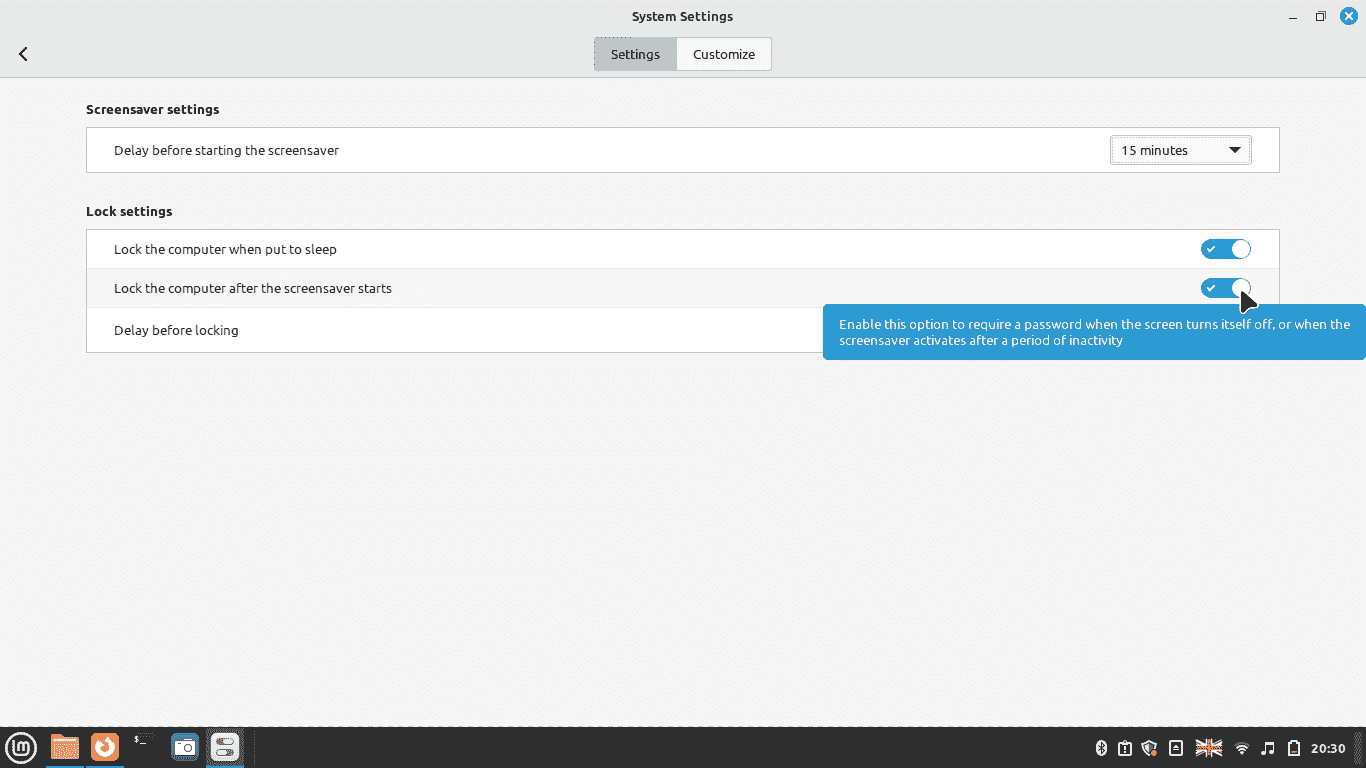 System Settings
Settings
Customize
Screensaver settings
Delay before starting the screensaver
15 minutes
Lock settings
Lock the computer when put to sleep
Lock the computer after the screensaver starts
Delay before locking
Enable this option to require a password when the screen turns itself off, or when the
screensaver activates after a period of inactivity
20:30